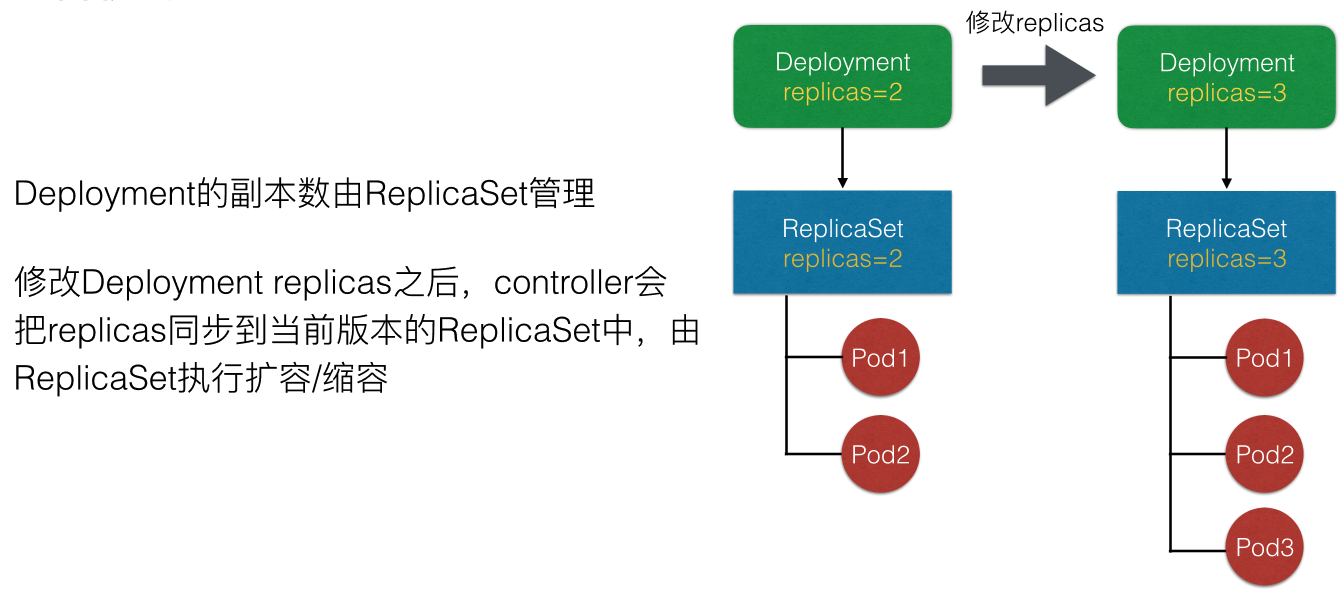 Deployment的副本数由ReplicaSet管理
修改Deployment replicas之后，controller会
把replicas同步到当前版本的ReplicaSet中，由
ReplicaSet执行扩容/缩容
修改replicas
Deployment
replicas=2
ReplicaSet
replicas=2
Pod1
Pod2
Deployment
replicas=3
ReplicaSet
replicas=3
Pod1
Pod2
Pod3